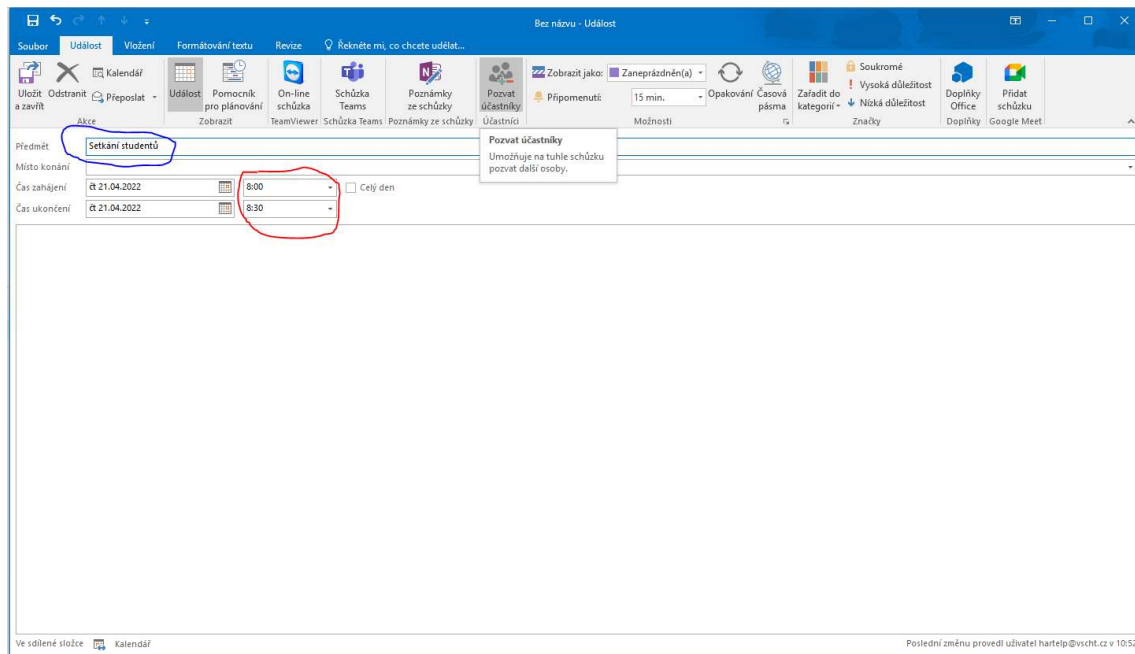 Bez názvu - Událost
Soubor Událost Vložení Formátování textu Revize Řekněte mi, co chcete udělat...
Uložit a zavřít
Odstranit
Kalendář
Přeposlat
Akce
Událost
Pomocník pro plánování
Zobrazit
On-line schůzka
TeamViewer
Schůzka Teams
Schůzka Teams
Poznámky ze schůzky
Poznámky ze schůzky
Pozvat účastníky
Účastníci
Zobrazit jako: Zaneprázdněn(a)
Připomenutí: 15 min.
Opakování
Časová pásma
Možnosti
Zařadit do kategorií
Soukromé
Vysoká důležitost
Nízká důležitost
Značky
Doplňky Office
Doplňky
Přidat schůzku
Google Meet
Pozvat účastníky
Umožňuje na tuhle schůzku
pozvat další osoby.
Předmět Setkání studentů
Místo konání
Čas zahájení čt 21.04.2022 8:00 Celý den
Čas ukončení čt 21.04.2022 8:30
Ve sdílené složce Kalendář Poslední změnu provedl uživatel hartelp@vscht.cz v 10:52